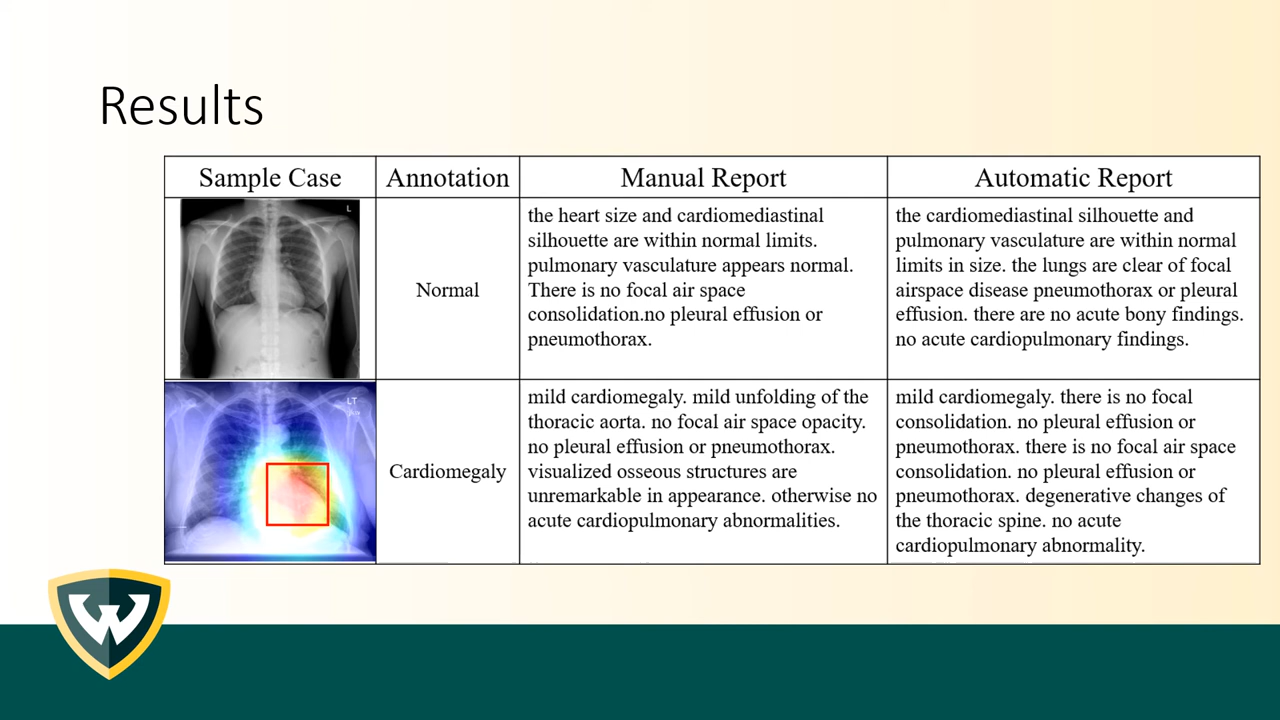 Results
Sample Case
Annotation
Manual Report
Automatic Report
L
Normal
the heart size and cardiomediastinal
silhouette are within normal limits.
pulmonary vasculature appears normal.
There is no focal air space
consolidation.no pleural effusion or
pneumothorax.
the cardiomediastinal silhouette and
pulmonary vasculature are within normal
limits in size. the lungs are clear of focal
airspace disease pneumothorax or pleural
effusion. there are no acute bony findings.
no acute cardiopulmonary findings.
LT
Cardiomegaly
mild cardiomegaly. mild unfolding of the
thoracic aorta. no focal air space opacity.
no pleural effusion or pneumothorax.
visualized osseous structures are
unremarkable in appearance. otherwise no
acute cardiopulmonary abnormalities.
mild cardiomegaly. there is no focal
consolidation. no pleural effusion or
pneumothorax. there is no focal air space
consolidation. no pleural effusion or
pneumothorax. degenerative changes of
the thoracic spine. no acute
cardiopulmonary abnormality.
W